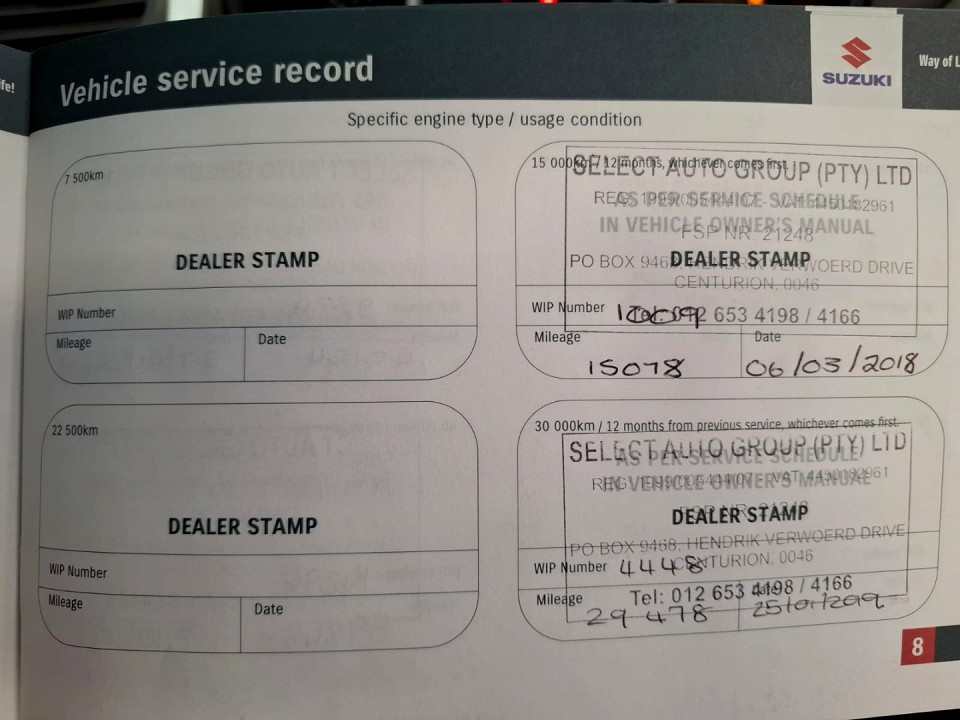 ife!
Vehicle service record
SUZUKI
Way of L
Specific engine type / usage condition
7 500km
DEALER STAMP
WIP Number
Mileage
Date
15 000km / 12 months, whichever comes first.
SELECT AUTO GROUP (PTY) LTD
AS PER SERVICE SCHEDULE
IN VEHICLE OWNER'S MANUAL
FSP NR. 21248
DEALER STAMP
PO BOX 9468, HENDRIK VERWOERD DRIVE
CENTURION, 0046
WIP Number
Tel: 012 653 4198 / 4166
Mileage
Date
15078
06/03/2018
22 500km
DEALER STAMP
WIP Number
Mileage
Date
30 000km / 12 months from previous service, whichever comes first.
SELECT AUTO GROUP (PTY) LTD
AS PER SERVICE SCHEDULE
IN VEHICLE OWNER'S MANUAL
DEALER STAMP
PO BOX 9468, HENDRIK VERWOERD DRIVE
CENTURION, 0046
WIP Number 4448
Tel: 012 653 4198 / 4166
Mileage
29 478
8